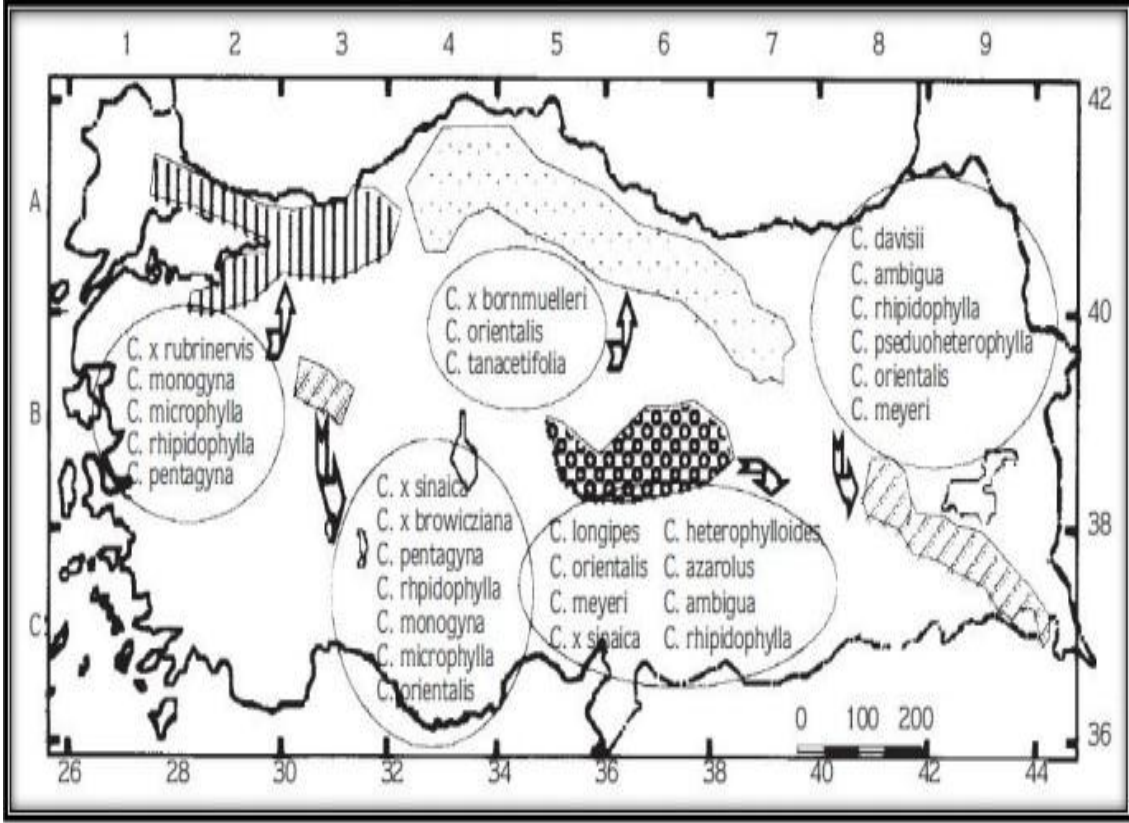 1 2 3 4 5 6 7 8 9
42
A
C. davisii
C. ambigua
C. rhipidophylla
C. pseduoheterophylla
C. orientalis
C. meyeri
C. x bornmuelleri
C. orientalis
C. tanacetifolia
40
C. x rubrinervis
C. monogyna
C. microphylla
C. rhipidophylla
C. pentagyna
B
C. x sinaica
C. x browicziana
C. pentagyna
C. rhpidophylla
C. monogyna
C. microphylla
C. orientalis
C. longipes C. heterophylloides
C. orientalis C. azarolus
C. meyeri C. ambigua
C. x sinaica C. rhipidophylla
38
C
0 100 200
36
26 28 30 32 34 36 38 40 42 44